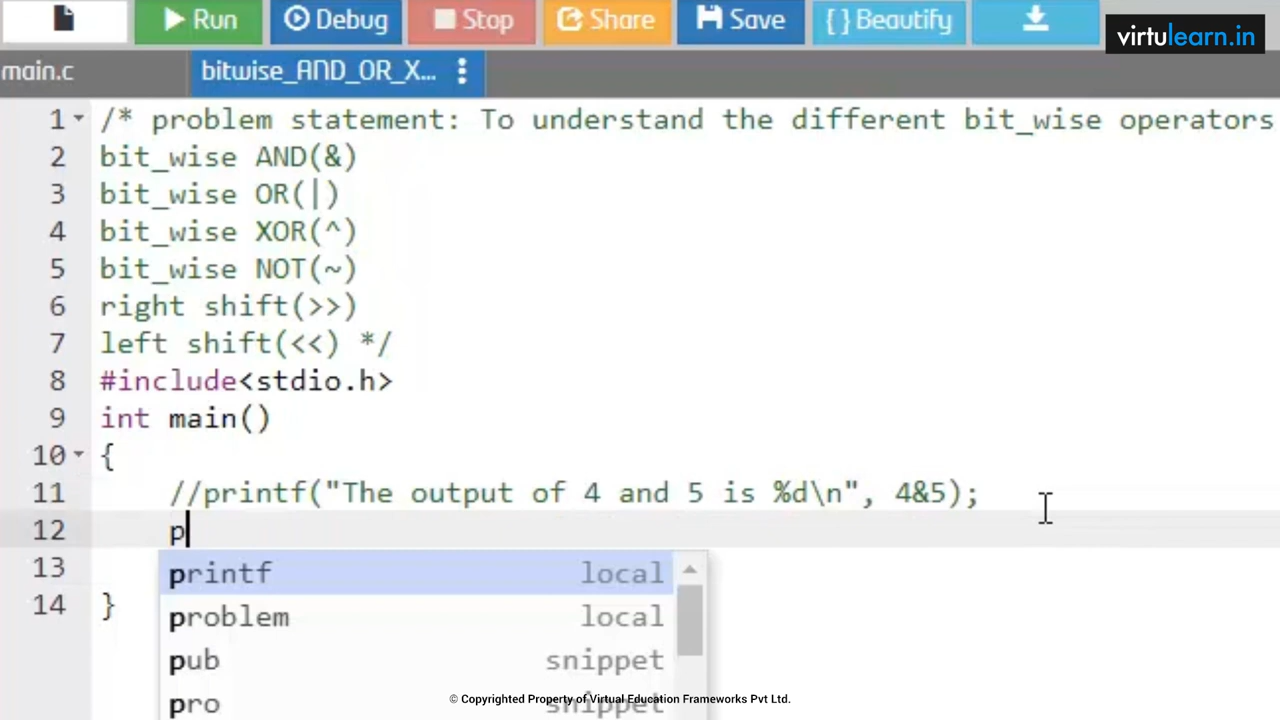 Run Debug Stop Share Save { } Beautify
virtulearn.in
main.c bitwise_AND_OR_X...
1 /* problem statement: To understand the different bit_wise operators
2 bit_wise AND(&)
3 bit_wise OR(|)
4 bit_wise XOR(^)
5 bit_wise NOT(~)
6 right shift(>>)
7 left shift(<<) */
8 #include<stdio.h>
9 int main()
10 {
11 //printf("The output of 4 and 5 is %d\n", 4&5);
12 p
13 printf local
problem local
14 }
pub snippet
pro snippet
© Copyrighted Property of Virtual Education Frameworks Pvt Ltd.